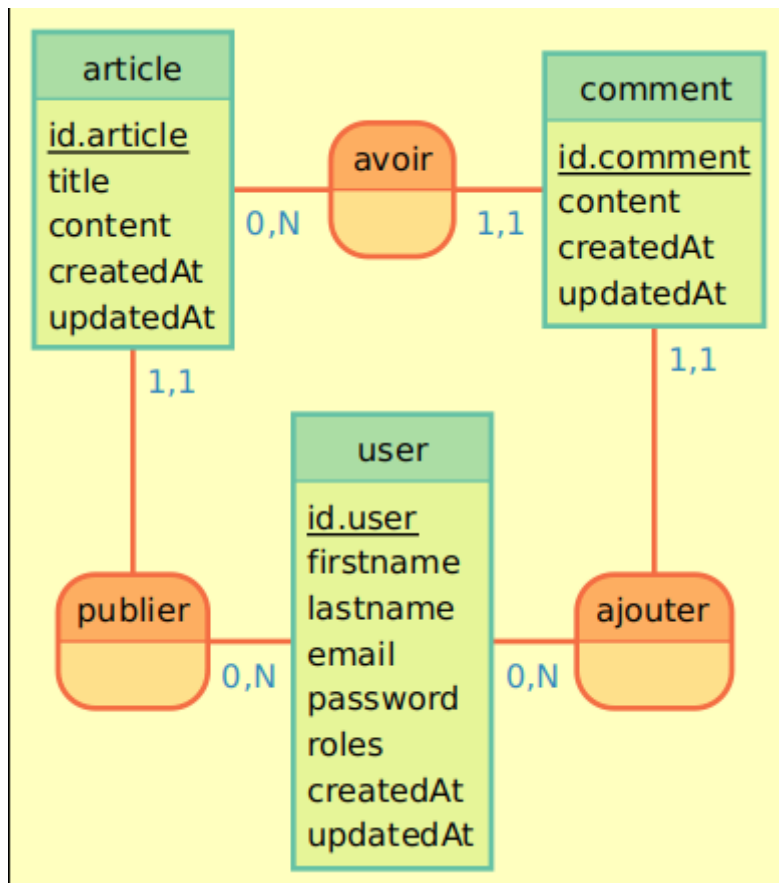 article
id.article
title
content
createdAt
updatedAt
avoir
0,N
1,1
comment
id.comment
content
createdAt
updatedAt
1,1
1,1
user
id.user
firstname
lastname
email
password
roles
createdAt
updatedAt
publier
0,N
0,N
ajouter